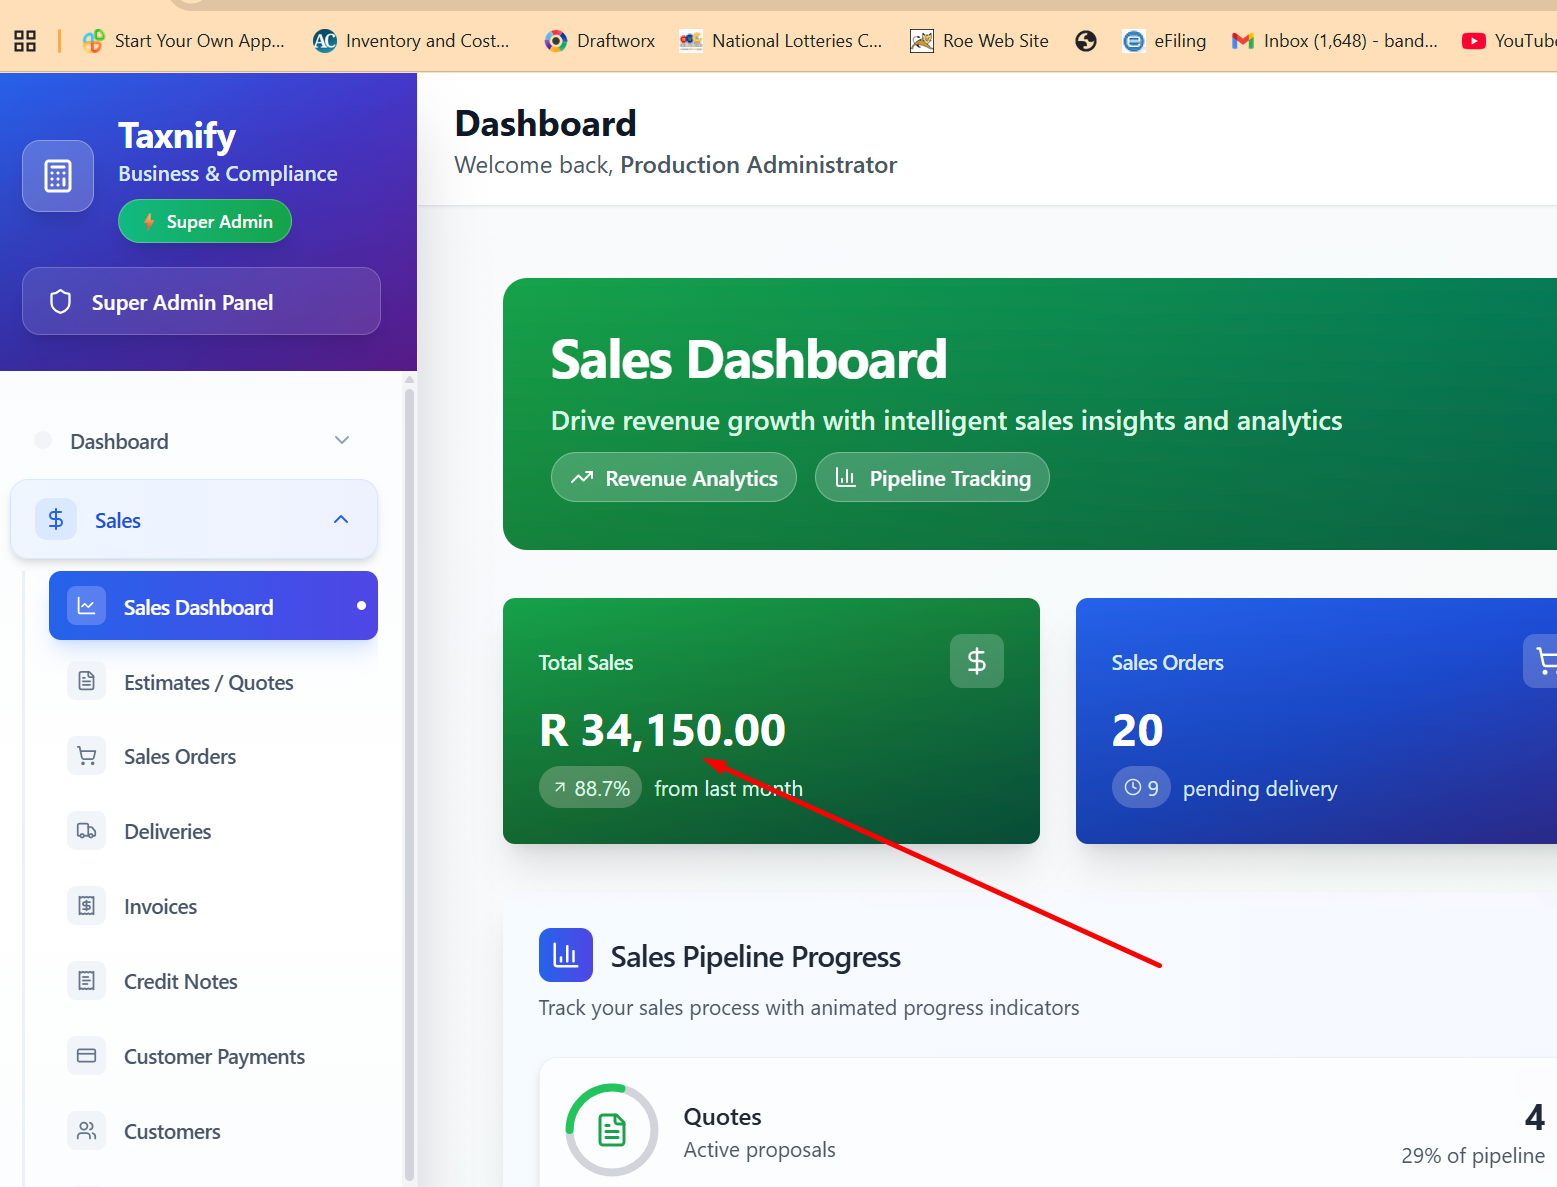 Start Your Own App...
Inventory and Cost...
Draftworx
National Lotteries C...
Roe Web Site
eFiling
Inbox (1,648) - band...
Taxnify
Business & Compliance
Super Admin
Super Admin Panel
Dashboard
Sales
Sales Dashboard
Estimates / Quotes
Sales Orders
Deliveries
Invoices
Credit Notes
Customer Payments
Customers
Dashboard
Welcome back, Production Administrator
Sales Dashboard
Drive revenue growth with intelligent sales insights and analytics
Revenue Analytics
Pipeline Tracking
Total Sales
R 34,150.00
88.7% from last month
Sales Orders
20
9 pending delivery
Sales Pipeline Progress
Track your sales process with animated progress indicators
Quotes
Active proposals
4
29% of pipeline